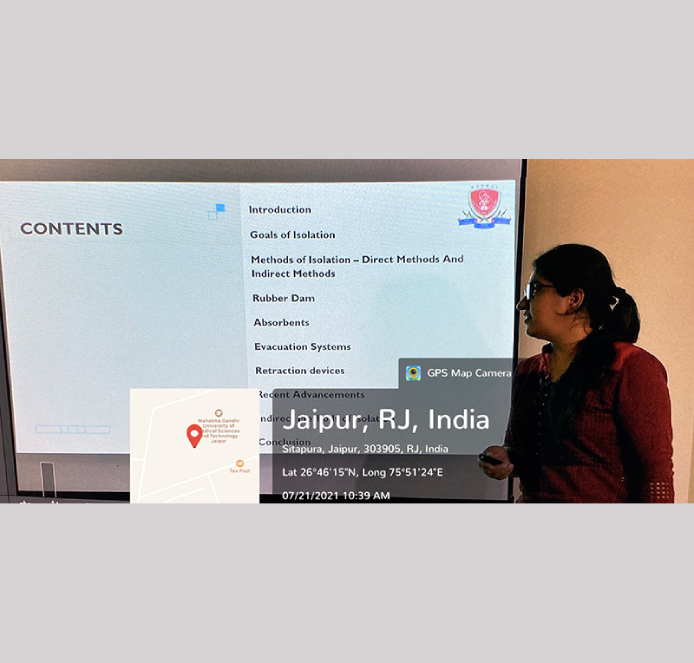 CONTENTS
Introduction
Goals of Isolation
Methods of Isolation – Direct Methods And
Indirect Methods
Rubber Dam
Absorbents
Evacuation Systems
Retraction devices
Recent Advancements
Conclusion
GPS Map Camera
Jaipur, RJ, India
Sitapura, Jaipur, 303905, RJ, India
Lat 26°46'15"N, Long 75°51'24"E
07/21/2021 10:39 AM
Mahatma Gandhi
University of
Medical Sciences
and Technology
Jaipur
Tea Post